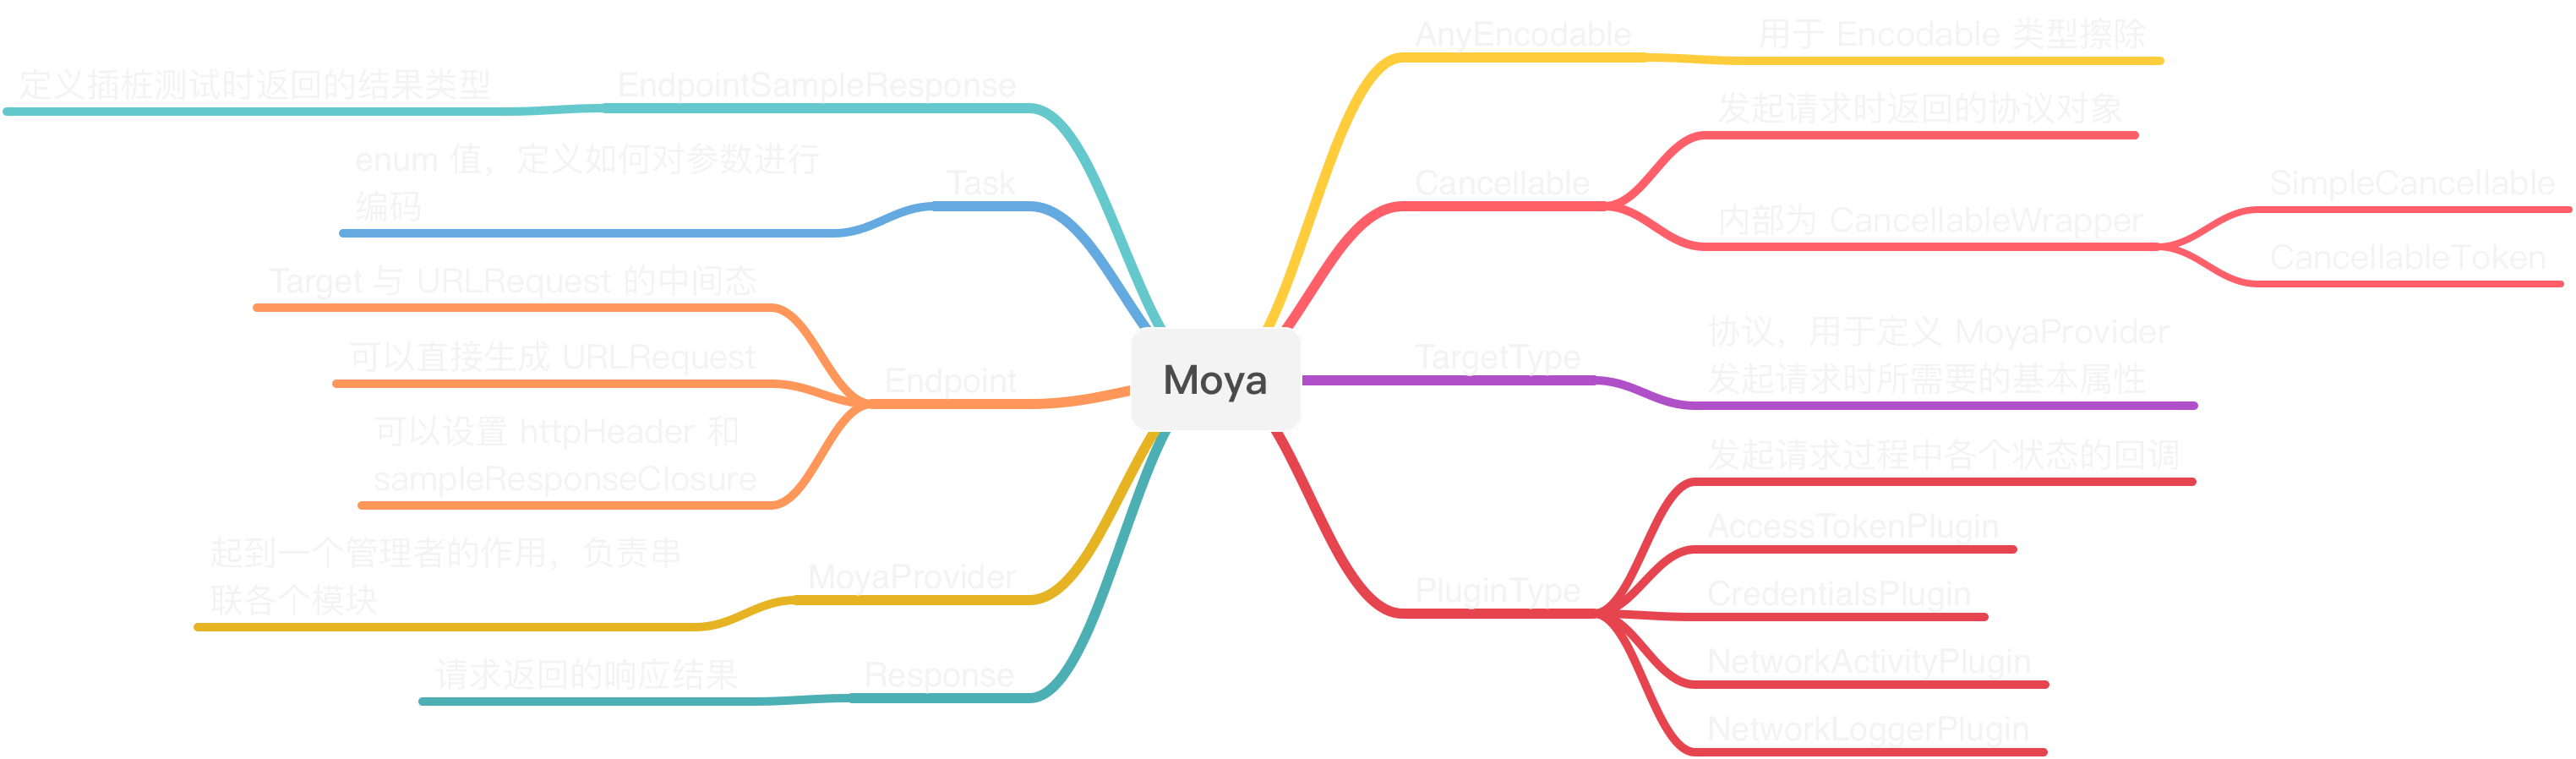 Moya
AnyEncodable
用于 Encodable 类型擦除
Cancellable
发起请求时返回的协议对象
内部为 CancellableWrapper
SimpleCancellable
CancellableToken
TargetType
协议，用于定义 MoyaProvider
发起请求时所需要的基本属性
PluginType
发起请求过程中各个状态的回调
AccessTokenPlugin
CredentialsPlugin
NetworkActivityPlugin
NetworkLoggerPlugin
EndpointSampleResponse
定义插桩测试时返回的结果类型
Task
enum 值，定义如何对参数进行
编码
Endpoint
Target 与 URLRequest 的中间态
可以直接生成 URLRequest
可以设置 httpHeader 和
sampleResponseClosure
MoyaProvider
起到一个管理者的作用，负责串
联各个模块
Response
请求返回的响应结果